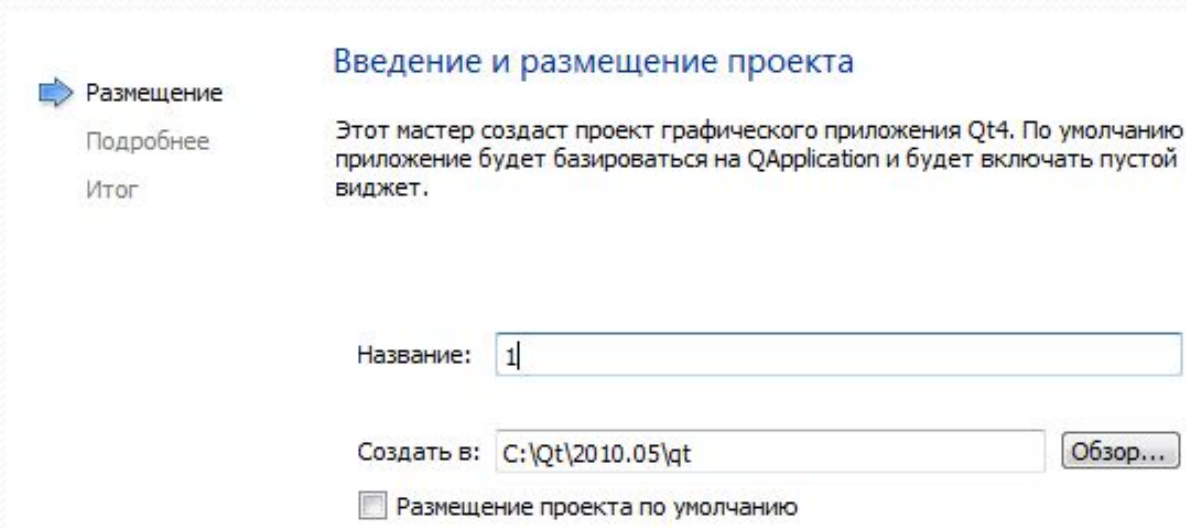 Размещение
Подробнее
Итог
Введение и размещение проекта
Этот мастер создаст проект графического приложения Qt4. По умолчанию
приложение будет базироваться на QApplication и будет включать пустой
виджет.
Название: 1
Создать в: C:\Qt\2010.05\qt Обзор...
Размещение проекта по умолчанию